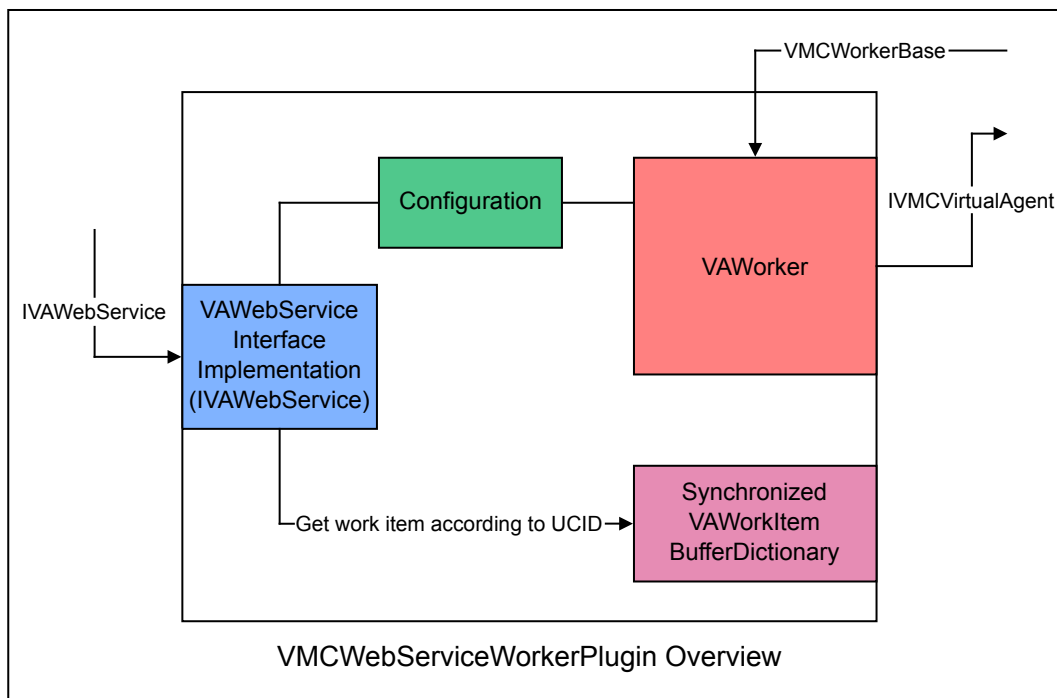 VMCWorkerBase
Configuration
VAWorker
IVMCVirtualAgent
IVAWebService
VAWebService
Interface
Implementation
(IVAWebService)
Get work item according to UCID
Synchronized
VAWorkItem
BufferDictionary
VMCWebServiceWorkerPlugin Overview